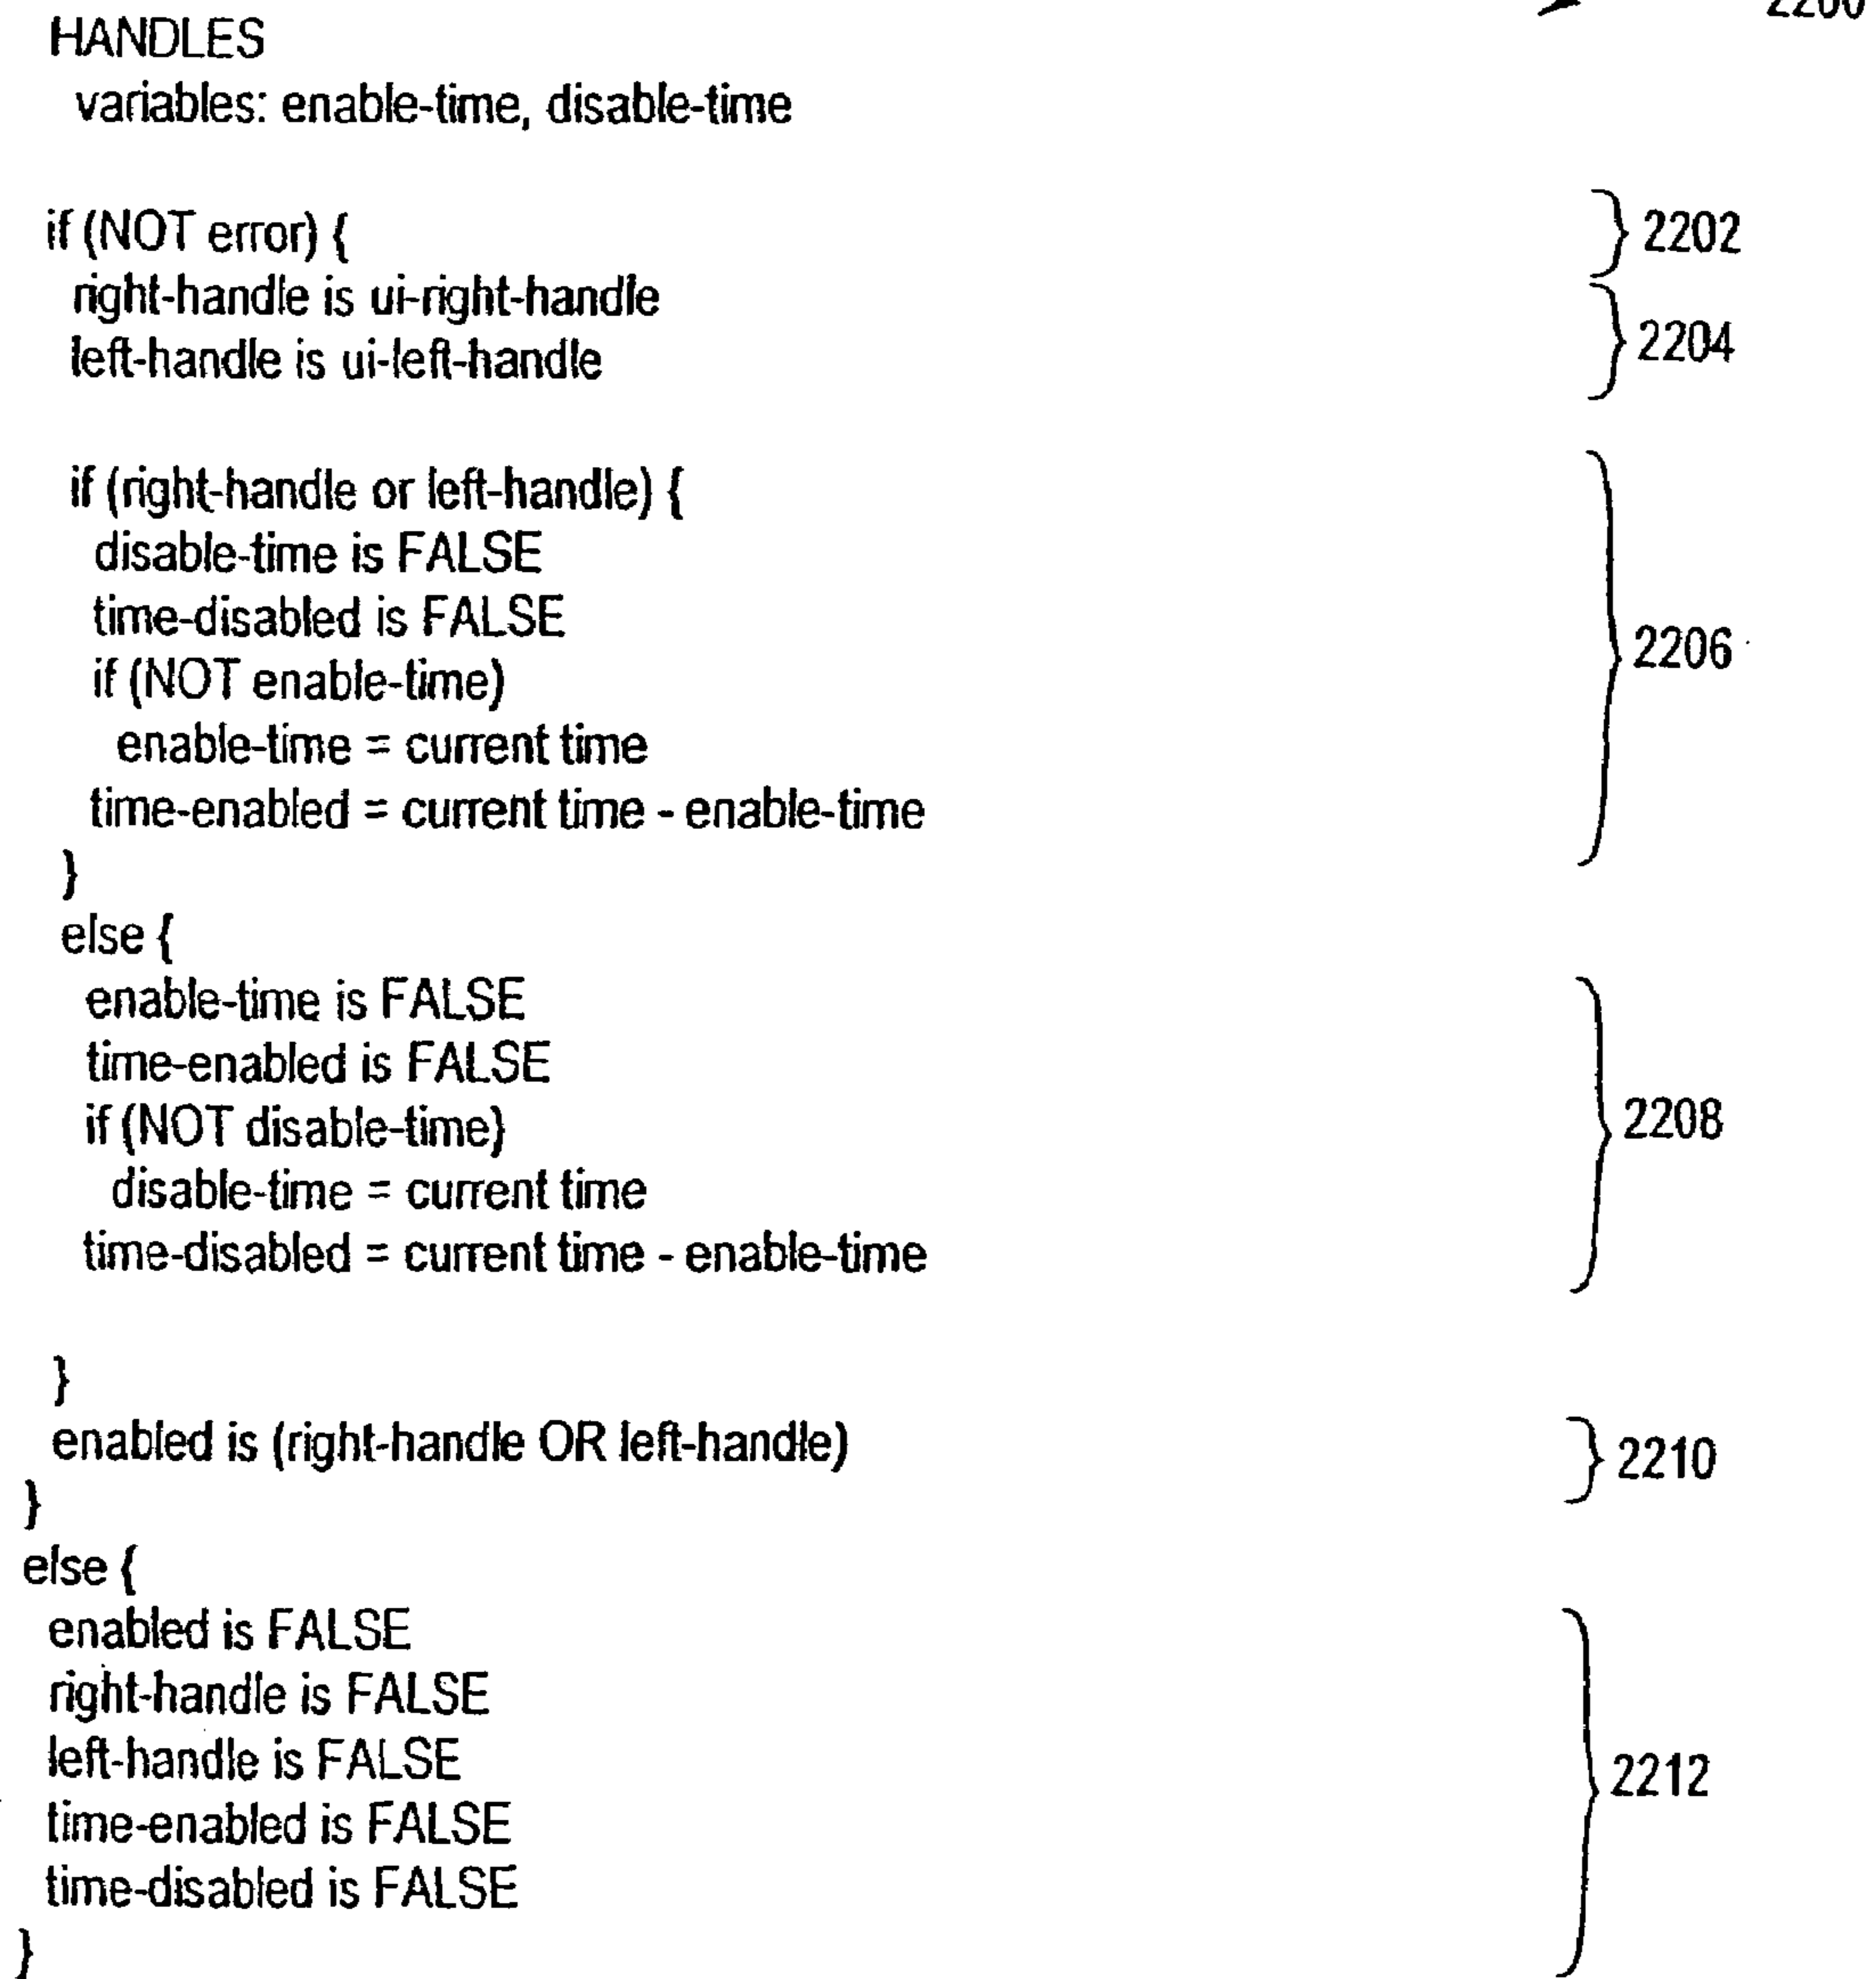 2200
HANDLES
variables: enable-time, disable-time
if (NOT error) { 2202
right-handle is ui-right-handle
left-handle is ui-left-handle 2204
if (right-handle or left-handle) {
disable-time is FALSE
time-disabled is FALSE
if (NOT enable-time) 2206
enable-time = current time
time-enabled = current time - enable-time
}
else {
enable-time is FALSE
time-enabled is FALSE
if (NOT disable-time) 2208
disable-time = current time
time-disabled = current time - enable-time
}
enabled is (right-handle OR left-handle) 2210
}
else {
enabled is FALSE
right-handle is FALSE
left-handle is FALSE 2212
time-enabled is FALSE
time-disabled is FALSE
}